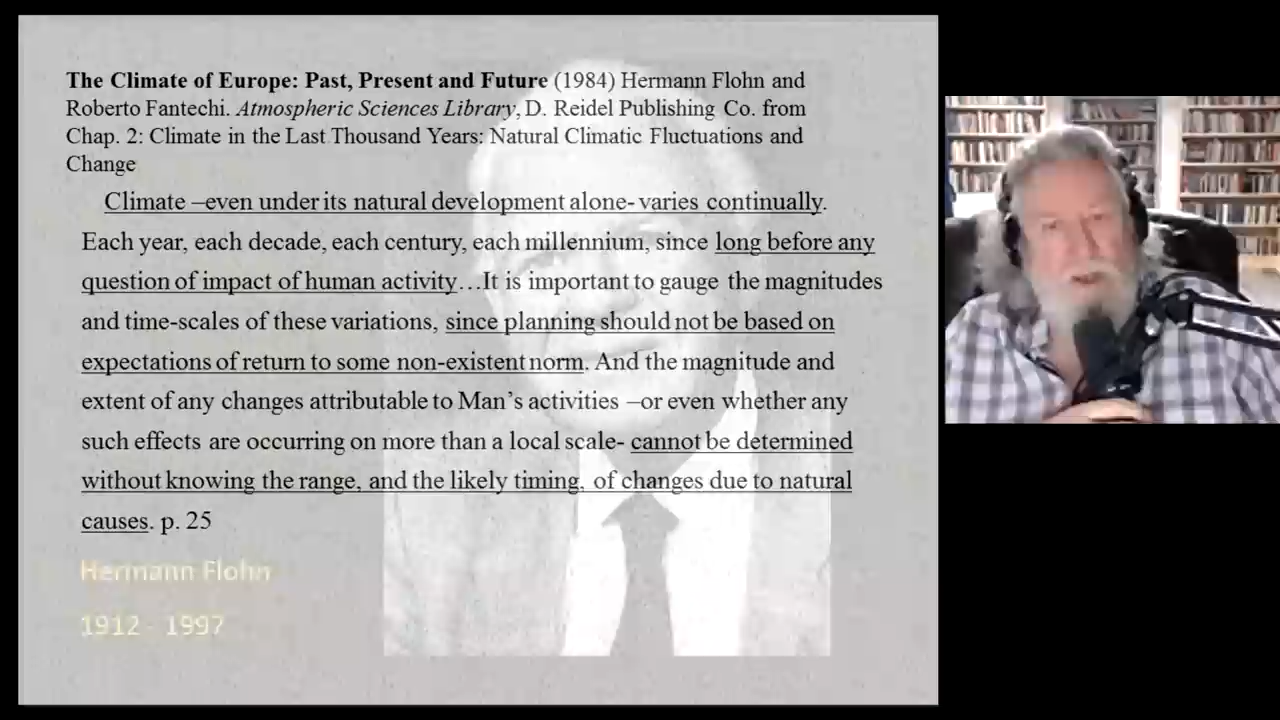 The Climate of Europe: Past, Present and Future (1984) Hermann Flohn and
Roberto Fantechi. Atmospheric Sciences Library, D. Reidel Publishing Co. from
Chap. 2: Climate in the Last Thousand Years: Natural Climatic Fluctuations and
Change
Climate –even under its natural development alone- varies continually.
Each year, each decade, each century, each millennium, since long before any
question of impact of human activity…It is important to gauge the magnitudes
and time-scales of these variations, since planning should not be based on
expectations of return to some non-existent norm. And the magnitude and
extent of any changes attributable to Man’s activities –or even whether any
such effects are occurring on more than a local scale- cannot be determined
without knowing the range, and the likely timing, of changes due to natural
causes. p. 25
Hermann Flohn
1912 - 1997